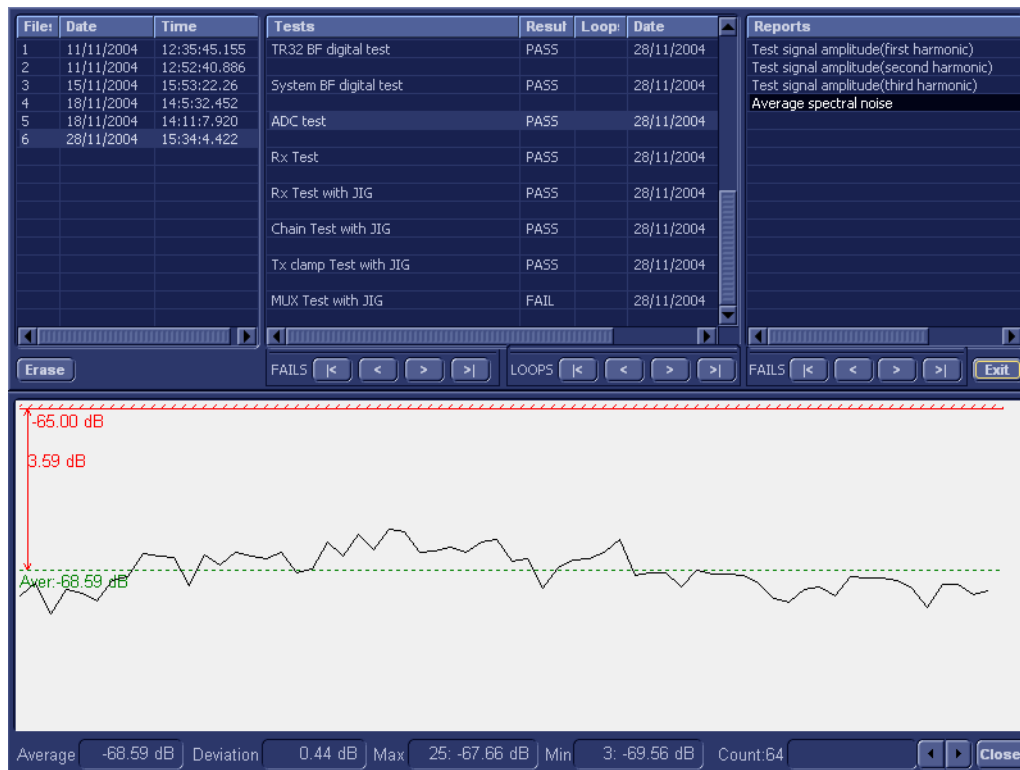 Files Date Time
1 11/11/2004 12:35:45.155
2 11/11/2004 12:52:40.886
3 15/11/2004 15:53:22.26
4 18/11/2004 14:5:32.452
5 18/11/2004 14:11:7.920
6 28/11/2004 15:34:4.422
Erase
Tests Result Loop: Date
TR32 BF digital test PASS 28/11/2004
System BF digital test PASS 28/11/2004
ADC test PASS 28/11/2004
Rx Test PASS 28/11/2004
Rx Test with JIG PASS 28/11/2004
Chain Test with JIG PASS 28/11/2004
Tx clamp Test with JIG PASS 28/11/2004
MUX Test with JIG FAIL 28/11/2004
FAILS |< < > >| LOOPS |< < > >|
Reports
Test signal amplitude(first harmonic)
Test signal amplitude(second harmonic)
Test signal amplitude(third harmonic)
Average spectral noise
FAILS |< < > >| Exit
-65.00 dB
3.59 dB
Aver:-68.59 dB
Average -68.59 dB Deviation 0.44 dB Max 25: -67.66 dB Min 3: -69.56 dB Count:64 Close